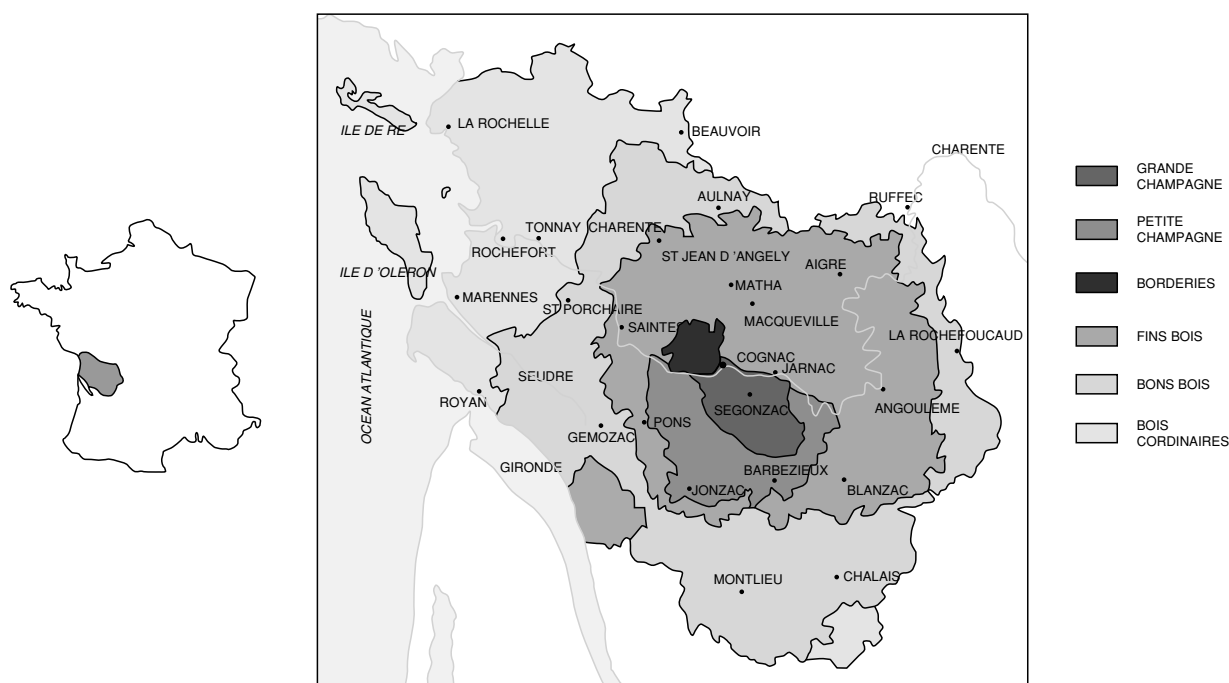 ILE DE RE
LA ROCHELLE
BEAUVOIR
CHARENTE
AULNAY
RUFFEC
TONNAY CHARENTE
ROCHEFORT
ST JEAN D 'ANGELY
AIGRE
ILE D 'OLERON
MARENNES
ST PORCHAIRE
MATHA
SAINTES
MACQUEVILLE
LA ROCHEFOUCAUD
OCEAN ATLANTIQUE
COGNAC
JARNAC
SEUDRE
ROYAN
SEGONZAC
ANGOULEME
GEMOZAC
PONS
GIRONDE
BARBEZIEUX
JONZAC
BLANZAC
MONTLIEU
CHALAIS
GRANDE
CHAMPAGNE
PETITE
CHAMPAGNE
BORDERIES
FINS BOIS
BONS BOIS
BOIS
CORDINAIRES